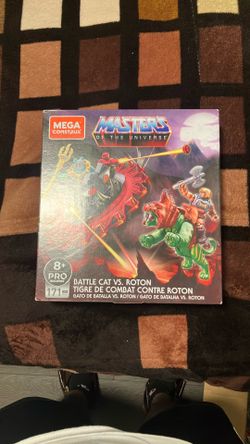 MEGA
CONSTRUX
MASTERS
OF THE UNIVERSE
8+
PRO
171
BATTLE CAT VS. ROTON
TIGRE DE COMBAT CONTRE ROTON
GATO DE BATALLA VS. ROTON / GATO DE BATALHA VS. ROTON